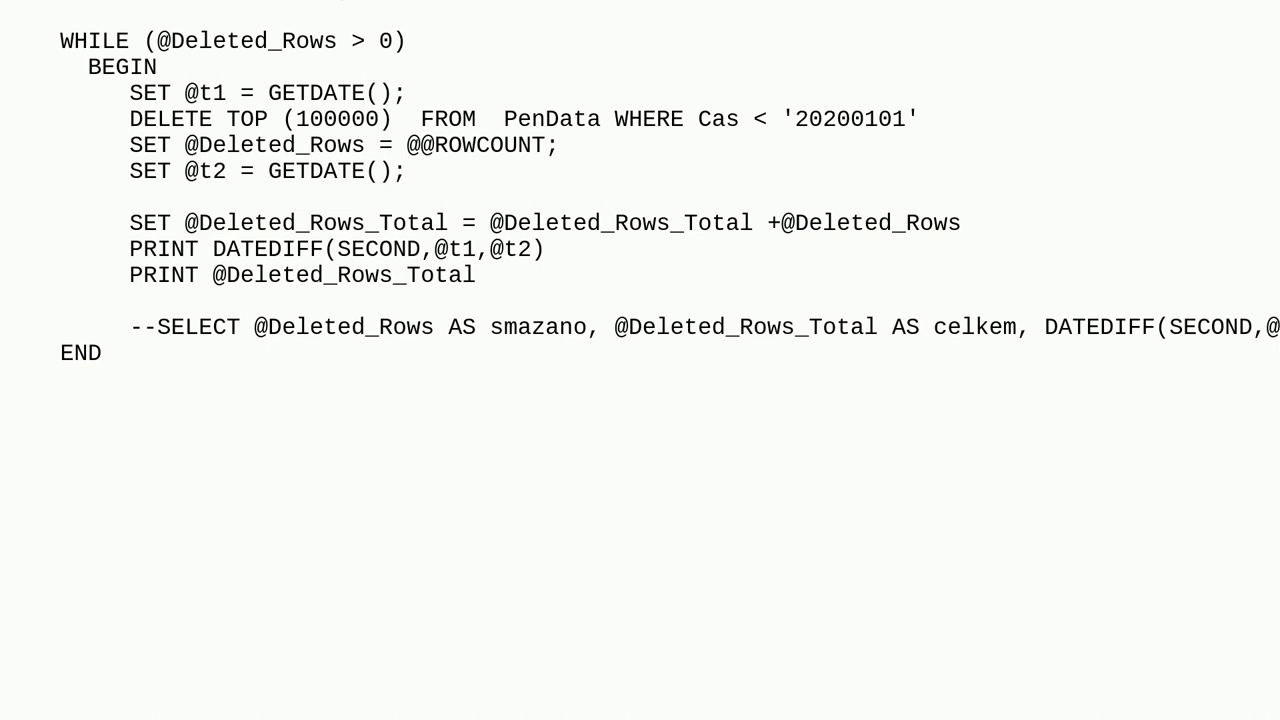 WHILE (@Deleted_Rows > 0)
BEGIN
SET @t1 = GETDATE();
DELETE TOP (100000)  FROM  PenData WHERE Cas < '20200101'
SET @Deleted_Rows = @@ROWCOUNT;
SET @t2 = GETDATE();
SET @Deleted_Rows_Total = @Deleted_Rows_Total +@Deleted_Rows
PRINT DATEDIFF(SECOND,@t1,@t2)
PRINT @Deleted_Rows_Total
--SELECT @Deleted_Rows AS smazano, @Deleted_Rows_Total AS celkem, DATEDIFF(SECOND,@
END